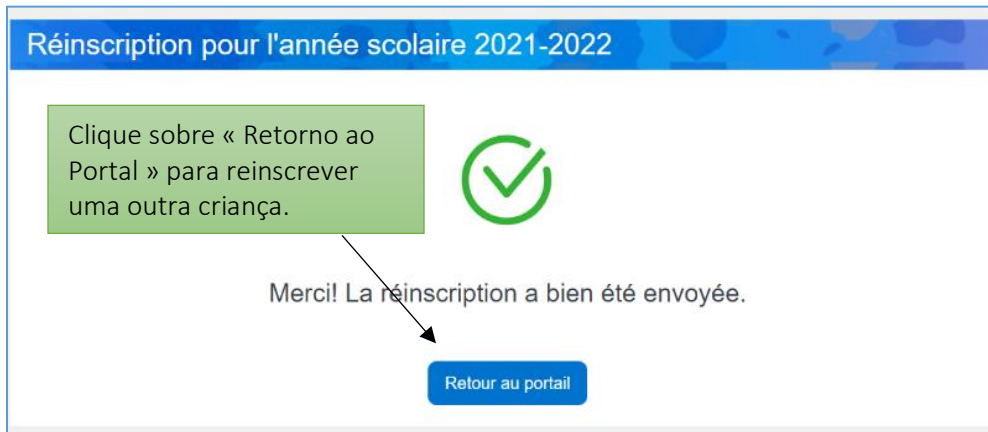 Réinscription pour l'année scolaire 2021-2022
Clique sobre « Retorno ao
Portal » para reinscrever
uma outra criança.
Merci! La réinscription a bien été envoyée.
Retour au portail